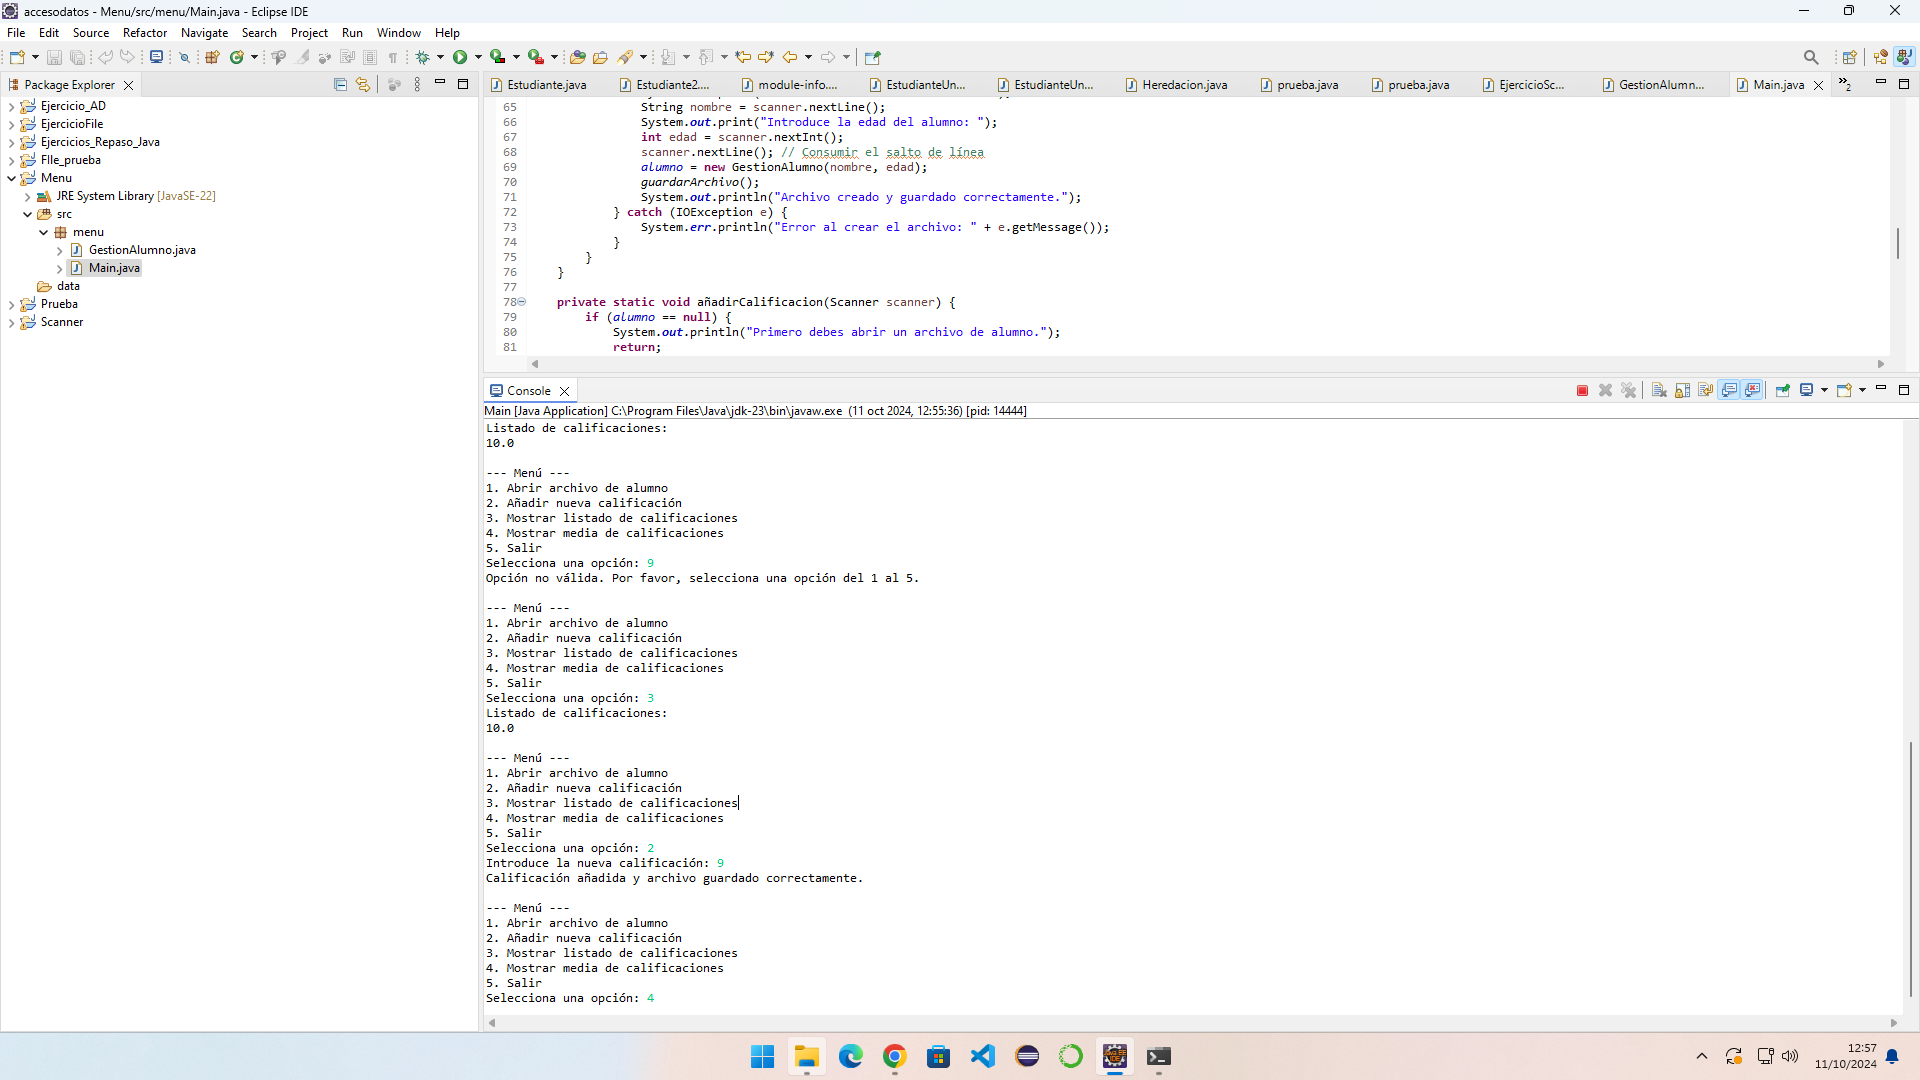 accesodatos - Menu/src/menu/Main.java - Eclipse IDE
File Edit Source Refactor Navigate Search Project Run Window Help
Package Explorer
Ejercicio_AD
EjercicioFile
Ejercicios_Repaso_Java
FIle_prueba
Menu
JRE System Library [JavaSE-22]
src
menu
GestionAlumno.java
Main.java
data
Prueba
Scanner
Estudiante.java Estudiante2.... module-info.... EstudianteUn... EstudianteUn... Heredacion.java prueba.java prueba.java EjercicioSc... GestionAlumn... Main.java »2
65 String nombre = scanner.nextLine();
66 System.out.print("Introduce la edad del alumno: ");
67 int edad = scanner.nextInt();
68 scanner.nextLine(); // Consumir el salto de línea
69 alumno = new GestionAlumno(nombre, edad);
70 guardarArchivo();
71 System.out.println("Archivo creado y guardado correctamente.");
72 } catch (IOException e) {
73 System.err.println("Error al crear el archivo: " + e.getMessage());
74 }
75 }
76 }
77
78 private static void añadirCalificacion(Scanner scanner) {
79 if (alumno == null) {
80 System.out.println("Primero debes abrir un archivo de alumno.");
81 return;
Console
Main [Java Application] C:\Program Files\Java\jdk-23\bin\javaw.exe (11 oct 2024, 12:55:36) [pid: 14444]
Listado de calificaciones:
10.0
--- Menú ---
1. Abrir archivo de alumno
2. Añadir nueva calificación
3. Mostrar listado de calificaciones
4. Mostrar media de calificaciones
5. Salir
Selecciona una opción: 9
Opción no válida. Por favor, selecciona una opción del 1 al 5.
--- Menú ---
1. Abrir archivo de alumno
2. Añadir nueva calificación
3. Mostrar listado de calificaciones
4. Mostrar media de calificaciones
5. Salir
Selecciona una opción: 3
Listado de calificaciones:
10.0
--- Menú ---
1. Abrir archivo de alumno
2. Añadir nueva calificación
3. Mostrar listado de calificaciones
4. Mostrar media de calificaciones
5. Salir
Selecciona una opción: 2
Introduce la nueva calificación: 9
Calificación añadida y archivo guardado correctamente.
--- Menú ---
1. Abrir archivo de alumno
2. Añadir nueva calificación
3. Mostrar listado de calificaciones
4. Mostrar media de calificaciones
5. Salir
Selecciona una opción: 4
12:57
11/10/2024